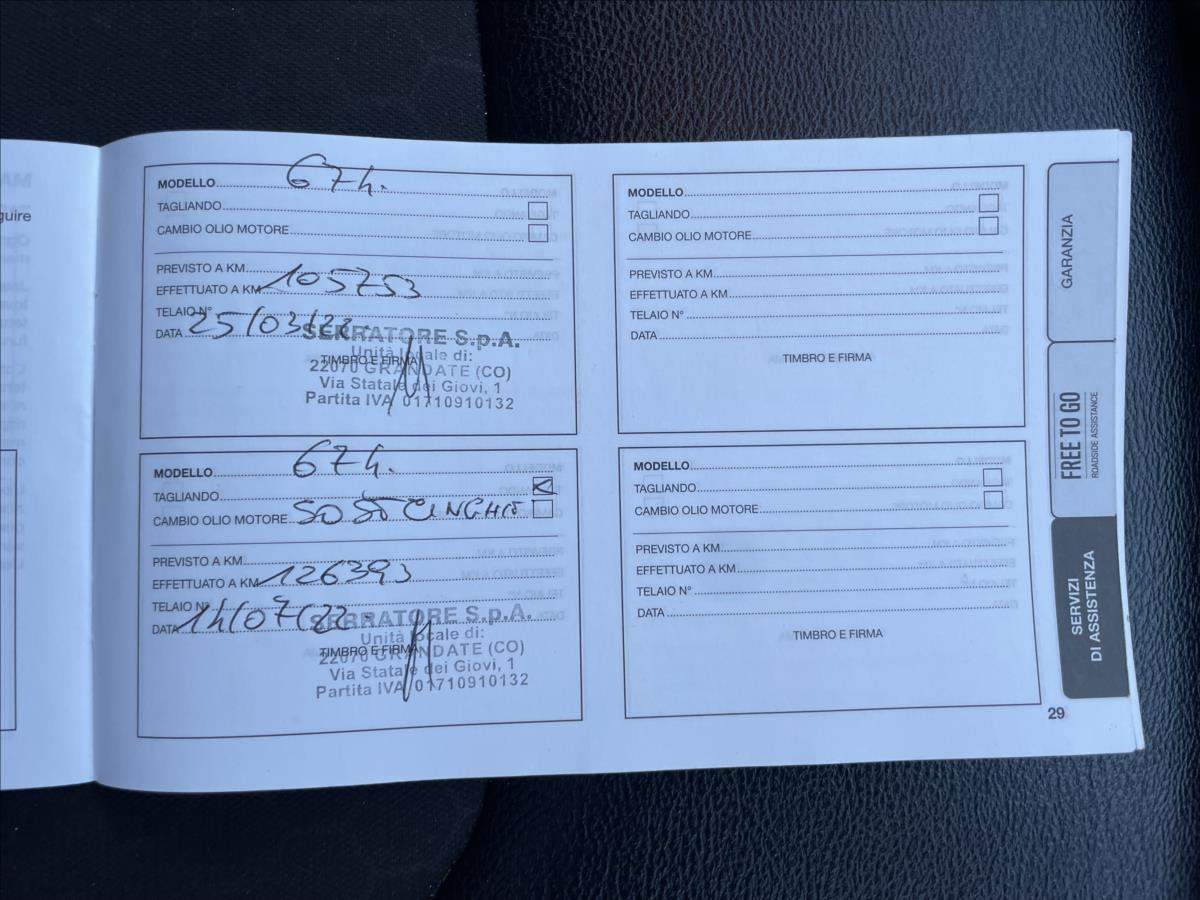 guire
MODELLO 674.
TAGLIANDO
CAMBIO OLIO MOTORE
PREVISTO A KM
EFFETTUATO A KM 105753
TELAIO N°
DATA 25/03/22
TIMBRO E FIRMA
SERRATORE S.p.A.
Unità locale di:
22070 GRANDATE (CO)
Via Statale dei Giovi, 1
Partita IVA 01710910132
MODELLO 674.
TAGLIANDO
CAMBIO OLIO MOTORE CINGHIE
PREVISTO A KM
EFFETTUATO A KM 126393
TELAIO N°
DATA 14/07/22
TIMBRO E FIRMA
SERRATORE S.p.A.
Unità locale di:
22070 GRANDATE (CO)
Via Statale dei Giovi, 1
Partita IVA 01710910132
MODELLO
TAGLIANDO
CAMBIO OLIO MOTORE
PREVISTO A KM
EFFETTUATO A KM
TELAIO N°
DATA
TIMBRO E FIRMA
MODELLO
TAGLIANDO
CAMBIO OLIO MOTORE
PREVISTO A KM
EFFETTUATO A KM
TELAIO N°
DATA
TIMBRO E FIRMA
GARANZIA
FREE TO GO
ROADSIDE ASSISTANCE
SERVIZI
DI ASSISTENZA
29